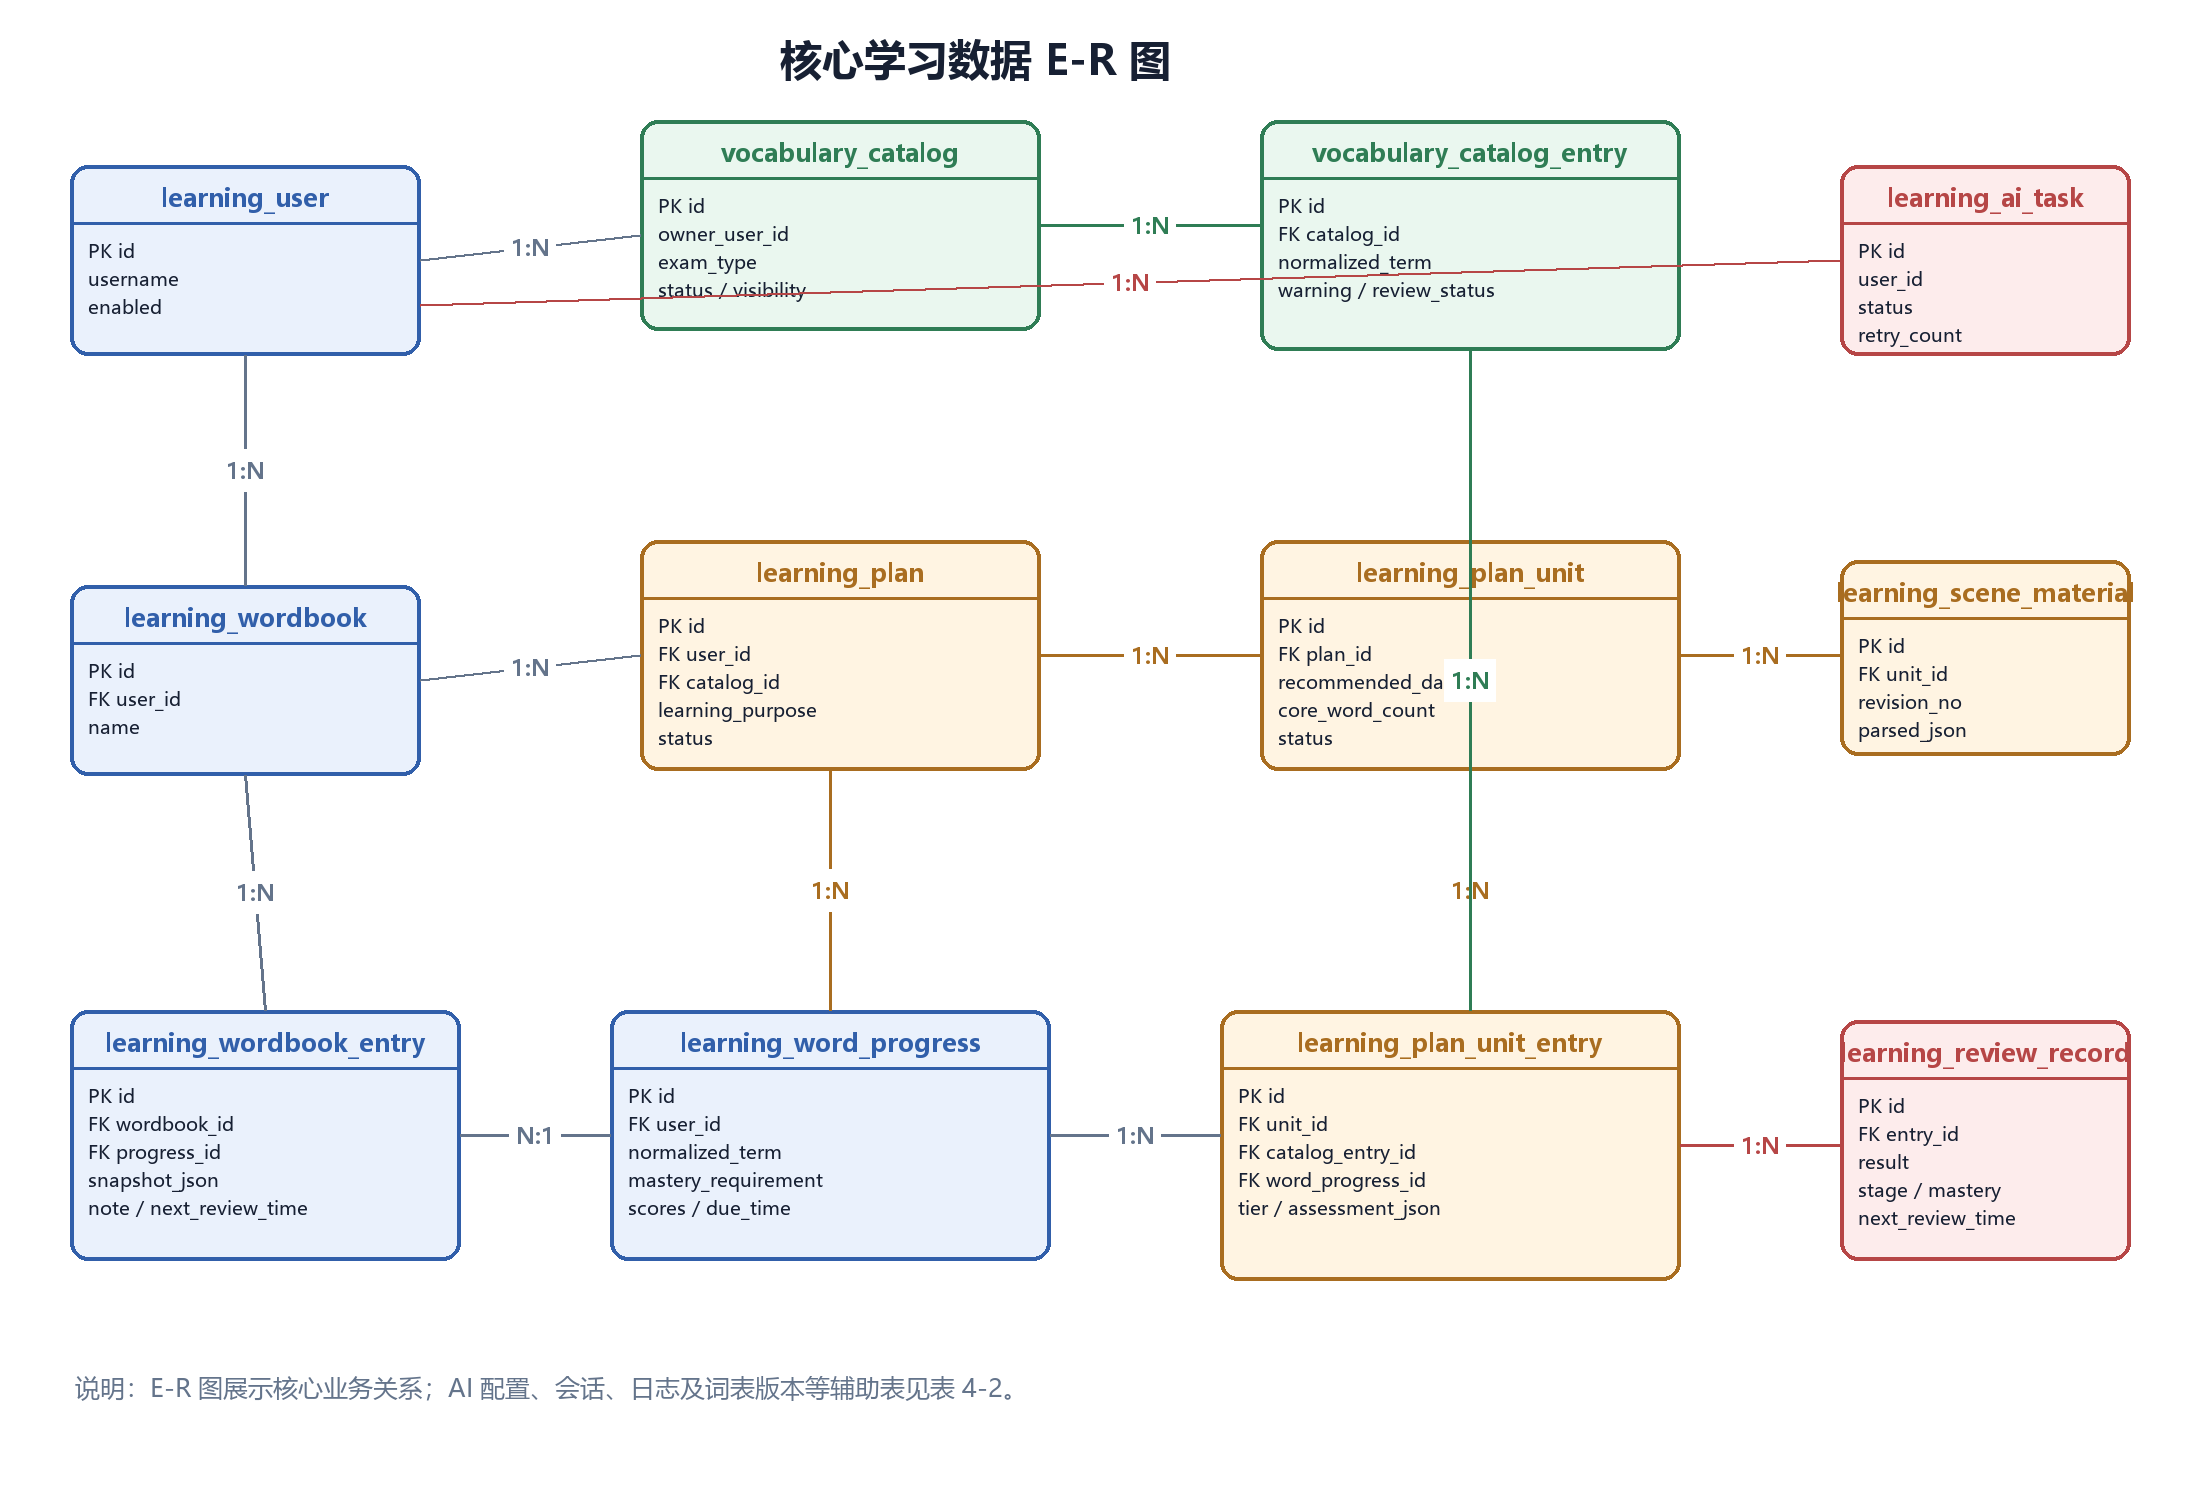 核心学习数据 E-R 图
learning_user
PK id
username
enabled
1:N
vocabulary_catalog
PK id
owner_user_id
exam_type
status / visibility
1:N
1:N
vocabulary_catalog_entry
PK id
FK catalog_id
normalized_term
warning / review_status
learning_ai_task
PK id
user_id
status
retry_count
1:N
learning_wordbook
PK id
FK user_id
name
1:N
learning_plan
PK id
FK user_id
FK catalog_id
learning_purpose
status
1:N
learning_plan_unit
PK id
FK plan_id
recommended_da
1:N
core_word_count
status
1:N
learning_scene_material
PK id
FK unit_id
revision_no
parsed_json
1:N
1:N
1:N
learning_wordbook_entry
PK id
FK wordbook_id
FK progress_id
snapshot_json
note / next_review_time
N:1
learning_word_progress
PK id
FK user_id
normalized_term
mastery_requirement
scores / due_time
1:N
learning_plan_unit_entry
PK id
FK unit_id
FK catalog_entry_id
FK word_progress_id
tier / assessment_json
1:N
learning_review_record
PK id
FK entry_id
result
stage / mastery
next_review_time
说明：E-R 图展示核心业务关系；AI 配置、会话、日志及词表版本等辅助表见表 4-2。